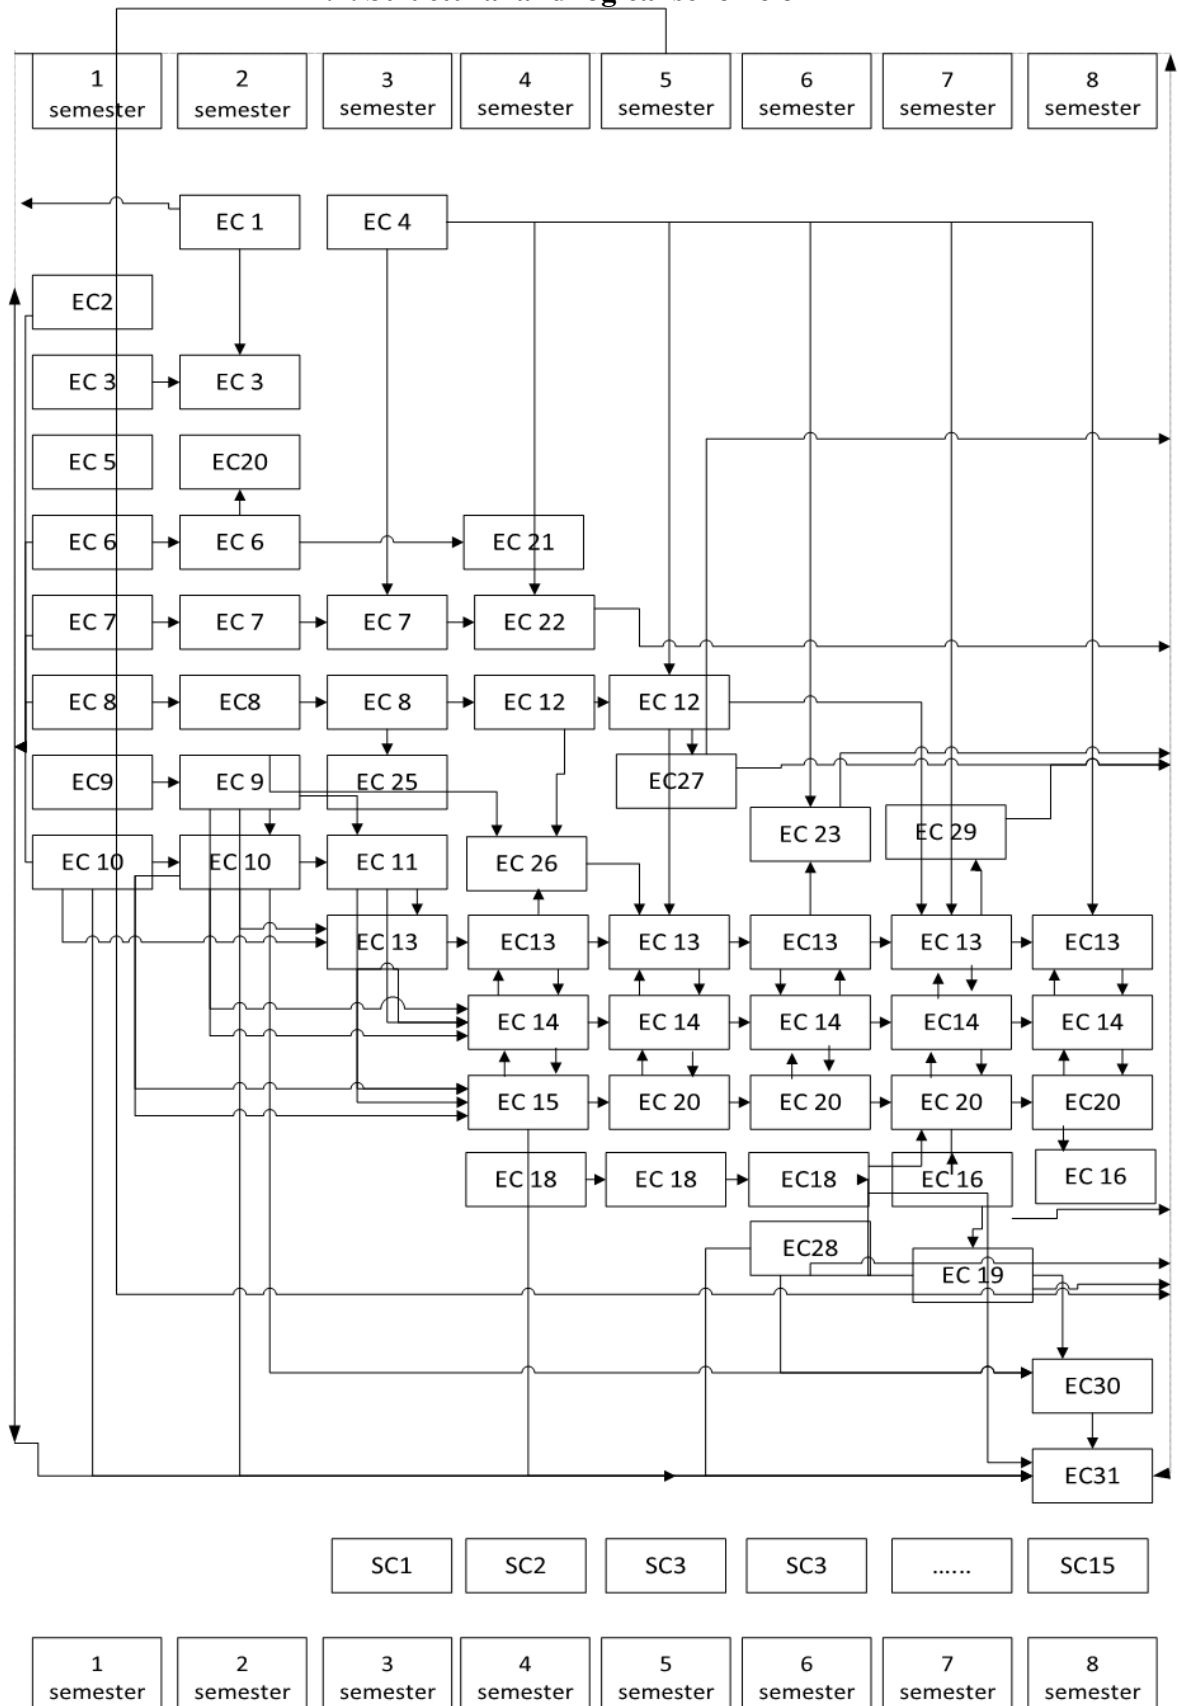 1 semester
2 semester
3 semester
4 semester
5 semester
6 semester
7 semester
8 semester
EC 1
EC 4
EC2
EC 3
EC 3
EC 5
EC20
EC 6
EC 6
EC 21
EC 7
EC 7
EC 7
EC 22
EC 8
EC8
EC 8
EC 12
EC 12
EC9
EC 9
EC 25
EC27
EC 23
EC 29
EC 10
EC 10
EC 11
EC 26
EC 13
EC13
EC 13
EC13
EC 13
EC13
EC 14
EC 14
EC 14
EC14
EC 14
EC 15
EC 20
EC 20
EC 20
EC20
EC 18
EC 18
EC18
EC 16
EC 16
EC28
EC 19
EC30
EC31
SC1
SC2
SC3
SC3
......
SC15
1 semester
2 semester
3 semester
4 semester
5 semester
6 semester
7 semester
8 semester